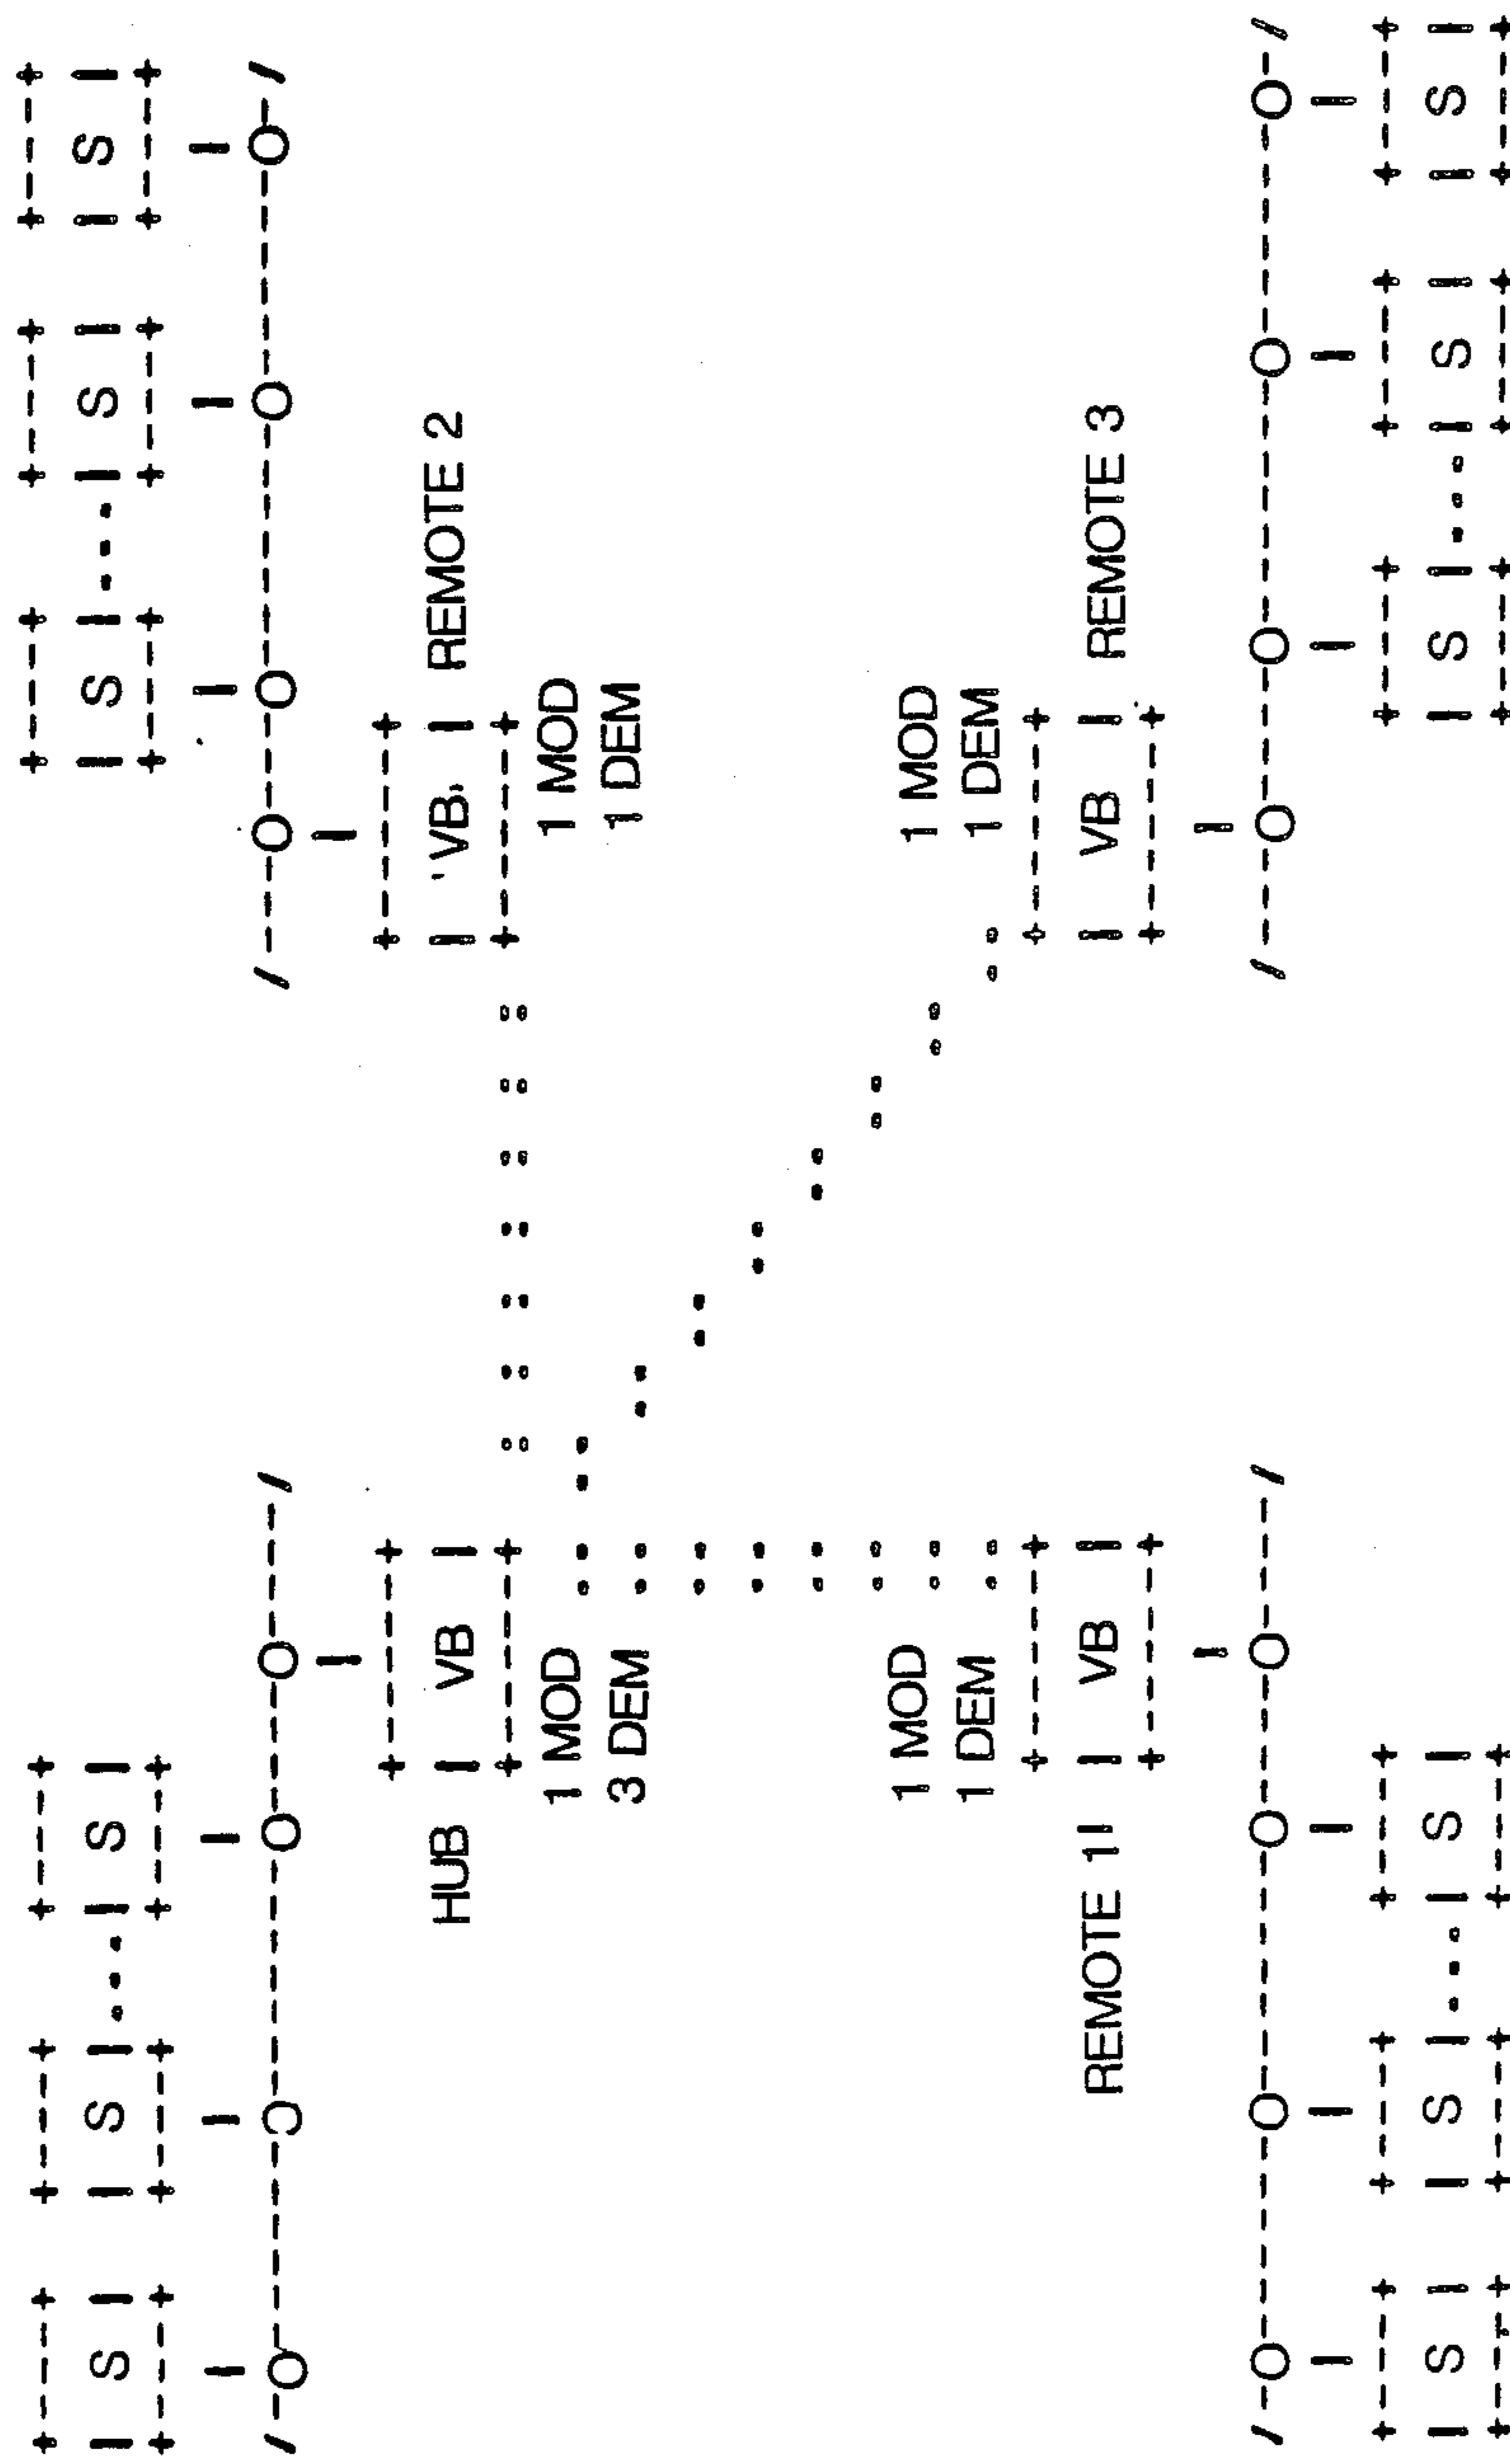 S S ... S S ... S S
HUB VB VB REMOTE 2
1 MOD 1 MOD
3 DEM 1 DEM
1 MOD 1 MOD
1 DEM 1 DEM
REMOTE 1 VB VB REMOTE 3
S S ... S S ... S S